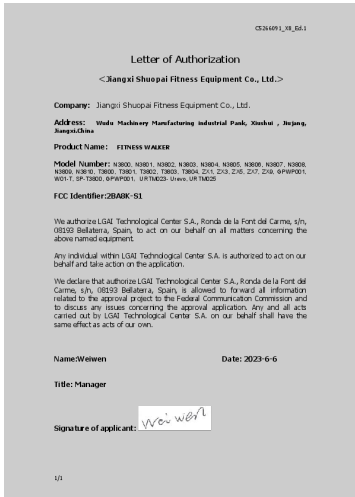 C5266091_X8_Ed.1
Letter of Authorization
<Jiangxi Shuopai Fitness Equipment Co., Ltd.>
Company: Jiangxi Shuopai Fitness Equipment Co., Ltd.
Address: Wudu Machinery Manufacturing Industrial Park, Xiushui , Jiujang,
Jiangxi.China
Product Name: FITNESS WALKER
Model Number: N3800, N3801, N3802, N3803, N3804, N3805, N3806, N3807, N3808,
N3809, N3810, T3800, T3801, T3802, T3803, T3804, ZX1, ZX3, ZX5, ZX7, ZX9, GPWP001,
W01-T, SP-T3800, GPWP001, URTM023- Urevo, URTM025
FCC Identifier:2BA8K-S1
We authorize LGAI Technological Center S.A., Ronda de la Font del Carme, s/n,
08193 Bellaterra, Spain, to act on our behalf on all matters concerning the
above named equipment.
Any individual within LGAI Technological Center S.A. is authorized to act on our
behalf and take action on the application.
We declare that authorize LGAI Technological Center S.A., Ronda de la Font del
Carme, s/n, 08193 Bellaterra, Spain, is allowed to forward all information
related to the approval project to the Federal Communication Commission and
to discuss any issues concerning the approval application. Any and all acts
carried out by LGAI Technological Center S.A. on our behalf shall have the
same effect as acts of our own.
Name:Weiwen Date: 2023-6-6
Title: Manager
Signature of applicant: Wei wen
1/1